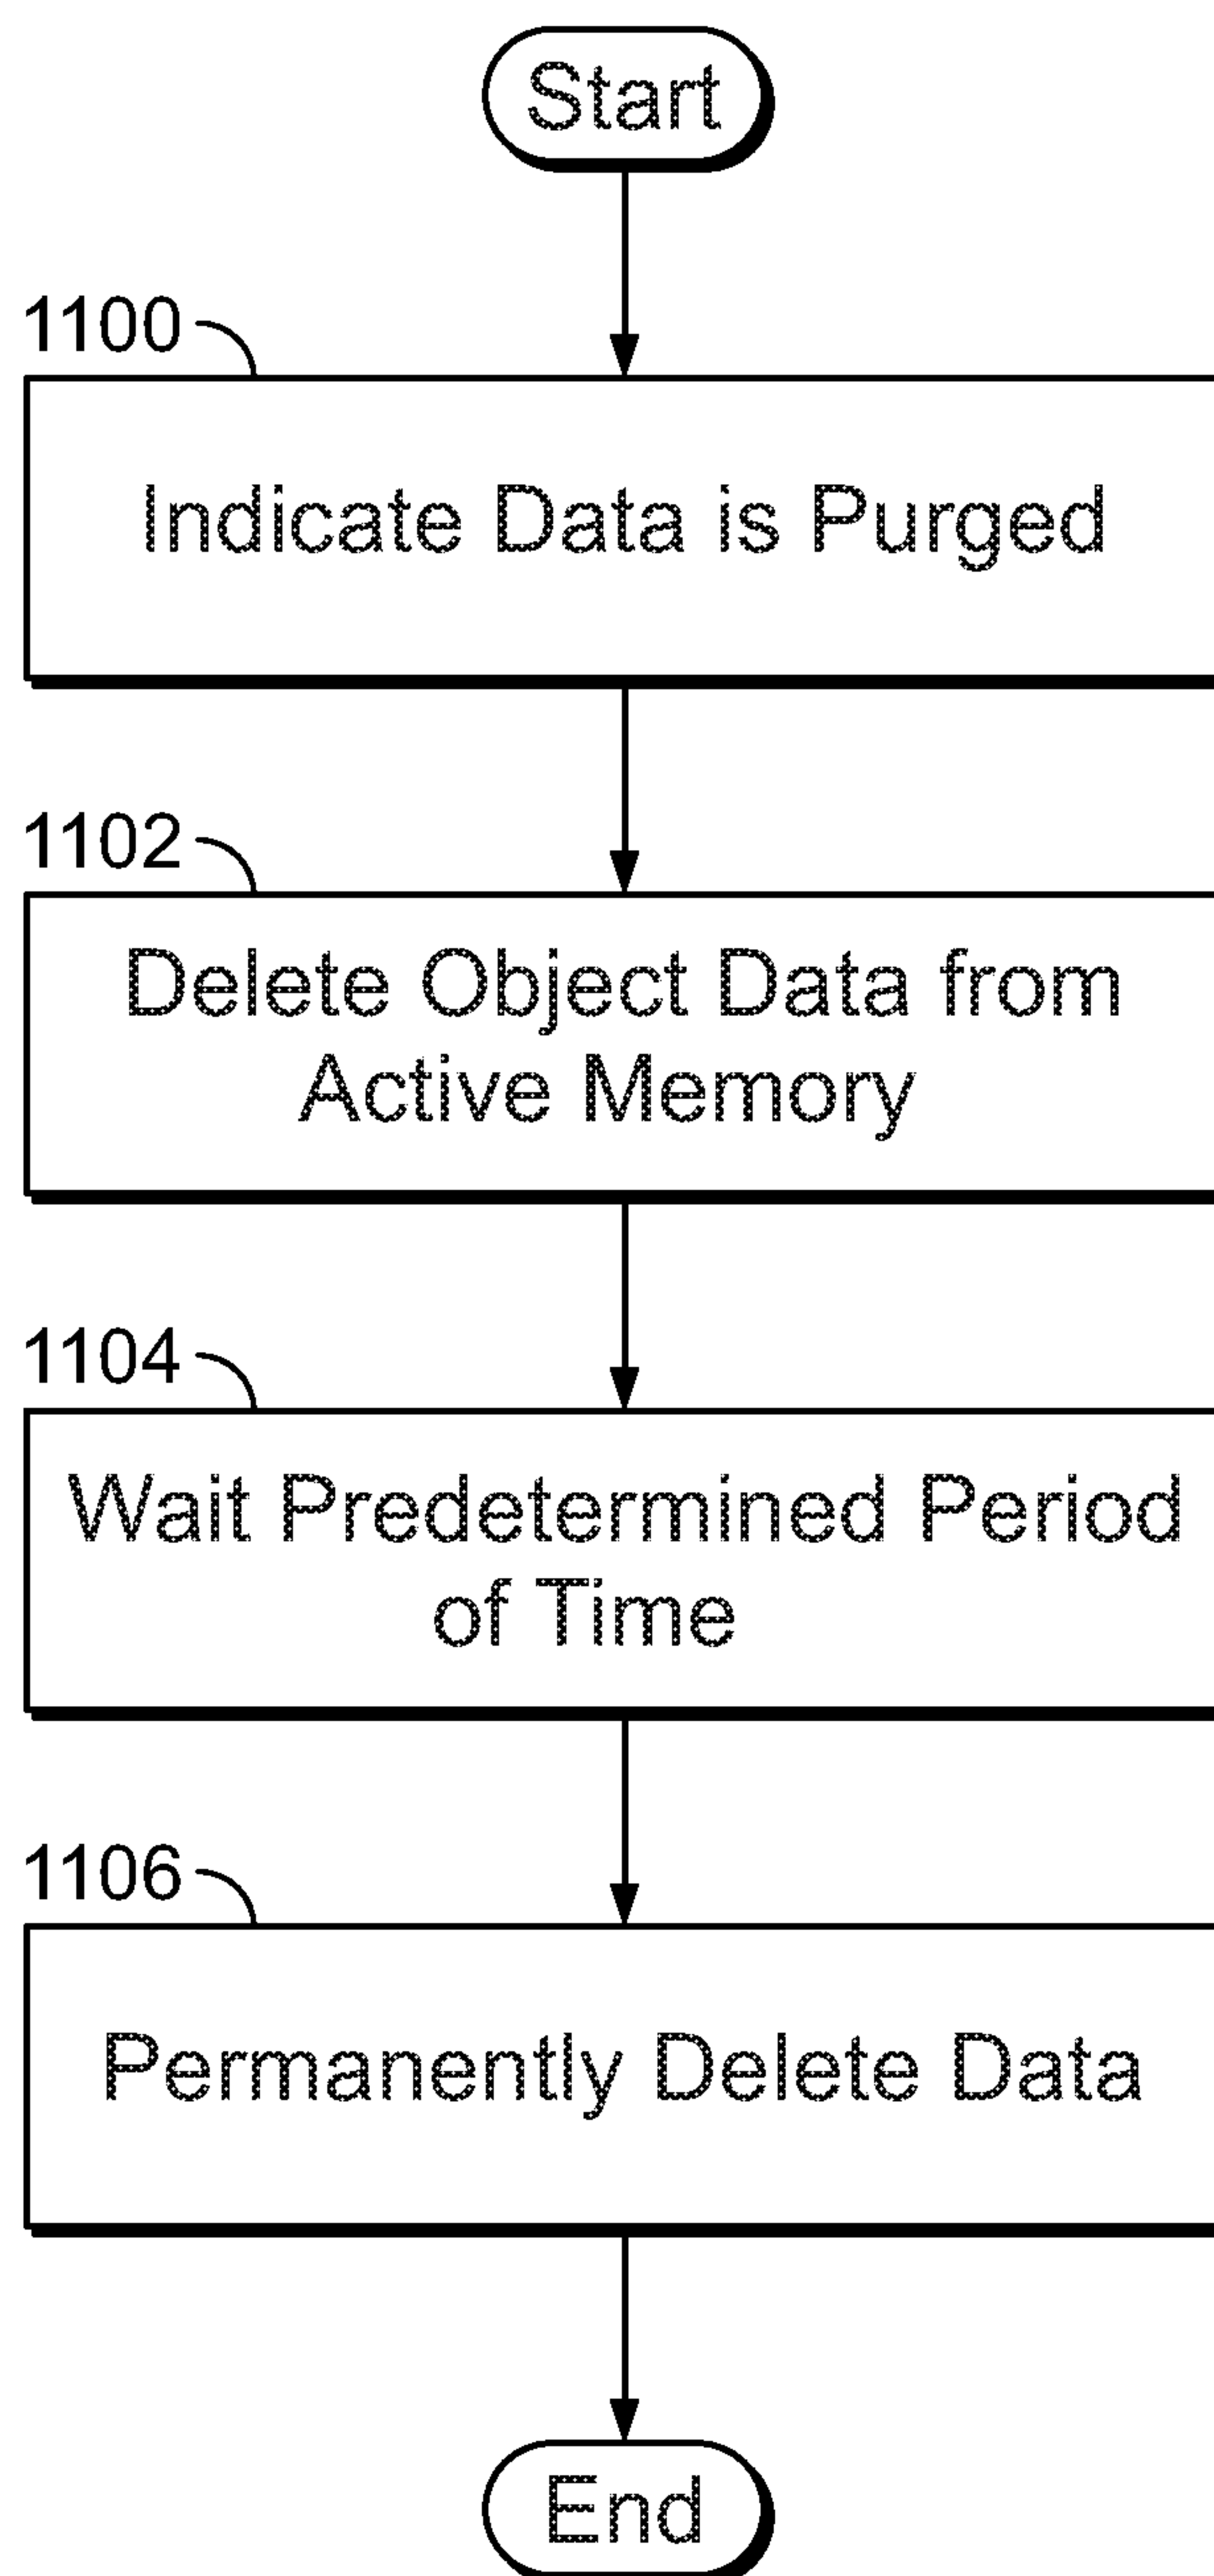 Start
1100
Indicate Data is Purged
1102
Delete Object Data from
Active Memory
1104
Wait Predetermined Period
of Time
1106
Permanently Delete Data
End